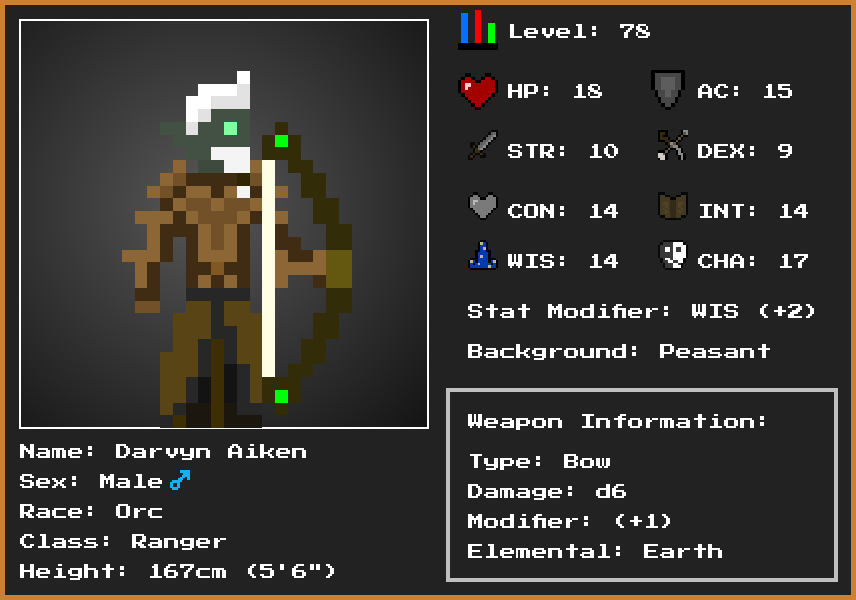 Level: 78
HP: 18 AC: 15
STR: 10 DEX: 9
CON: 14 INT: 14
WIS: 14 CHA: 17
Stat Modifier: WIS (+2)
Background: Peasant
Name: Darvyn Aiken
Sex: Male ♂
Race: Orc
Class: Ranger
Height: 167cm (5'6")
Weapon Information:
Type: Bow
Damage: d6
Modifier: (+1)
Elemental: Earth